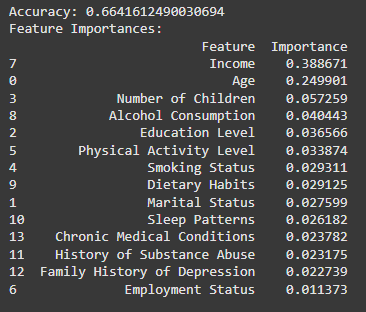 Accuracy: 0.6641612490030694
Feature Importances:
Feature Importance
7 Income 0.388671
0 Age 0.249901
3 Number of Children 0.057259
8 Alcohol Consumption 0.040443
2 Education Level 0.036566
5 Physical Activity Level 0.033874
4 Smoking Status 0.029311
9 Dietary Habits 0.029125
1 Marital Status 0.027599
10 Sleep Patterns 0.026182
13 Chronic Medical Conditions 0.023782
11 History of Substance Abuse 0.023175
12 Family History of Depression 0.022739
6 Employment Status 0.011373